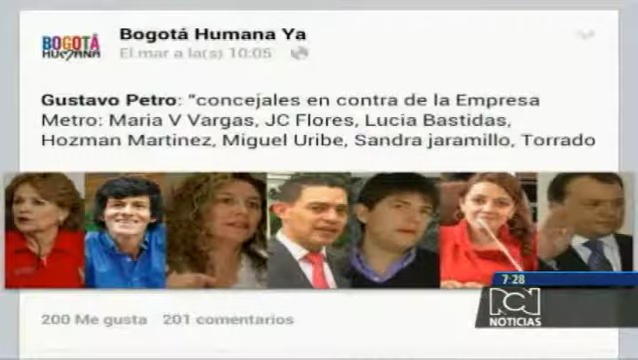 BOGOTÁ
HUMANA
Bogotá Humana Ya
El mar a la(s) 10:05
Gustavo Petro: "concejales en contra de la Empresa
Metro: Maria V Vargas, JC Flores, Lucia Bastidas,
Hozman Martinez, Miguel Uribe, Sandra jaramillo, Torrado
7:28
RCN
NOTICIAS
200 Me gusta 201 comentarios